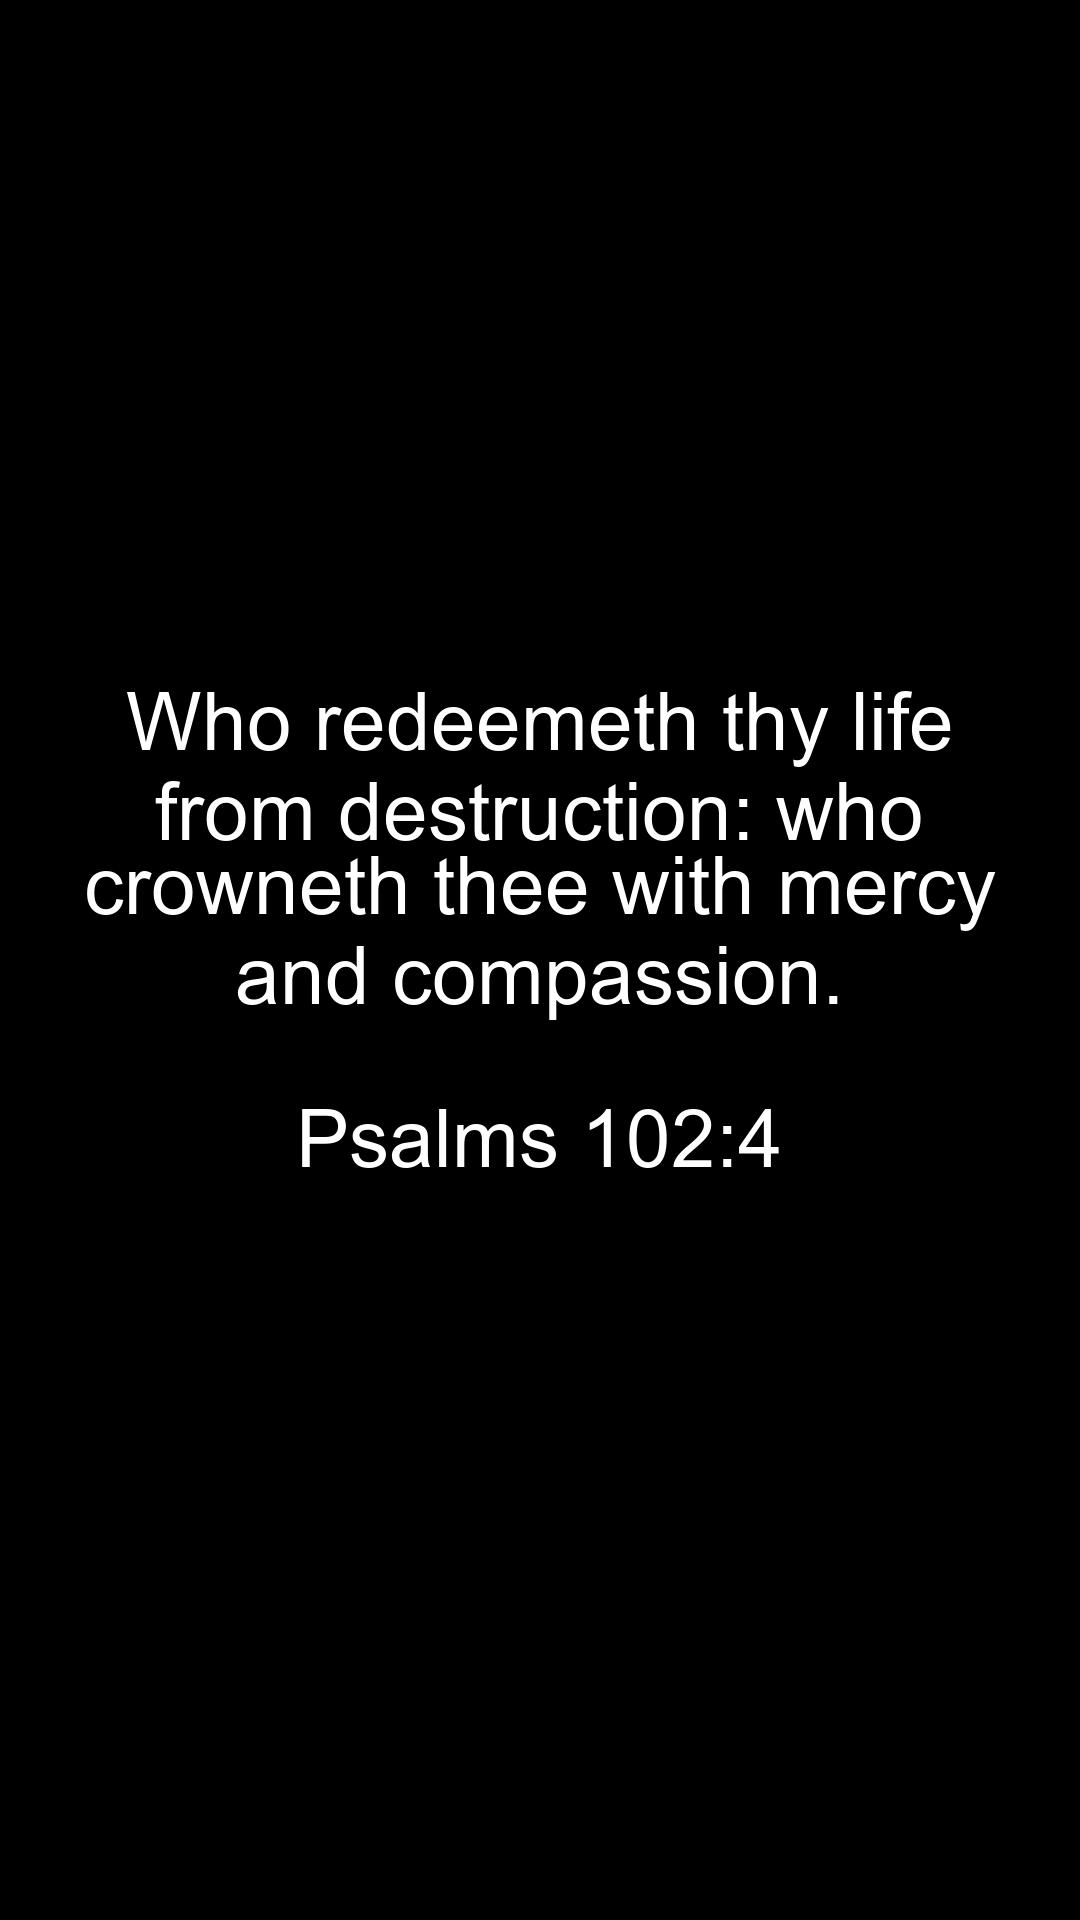 Who redeemeth thy life
from destruction: who
crowneth thee with mercy
and compassion.
Psalms 102:4